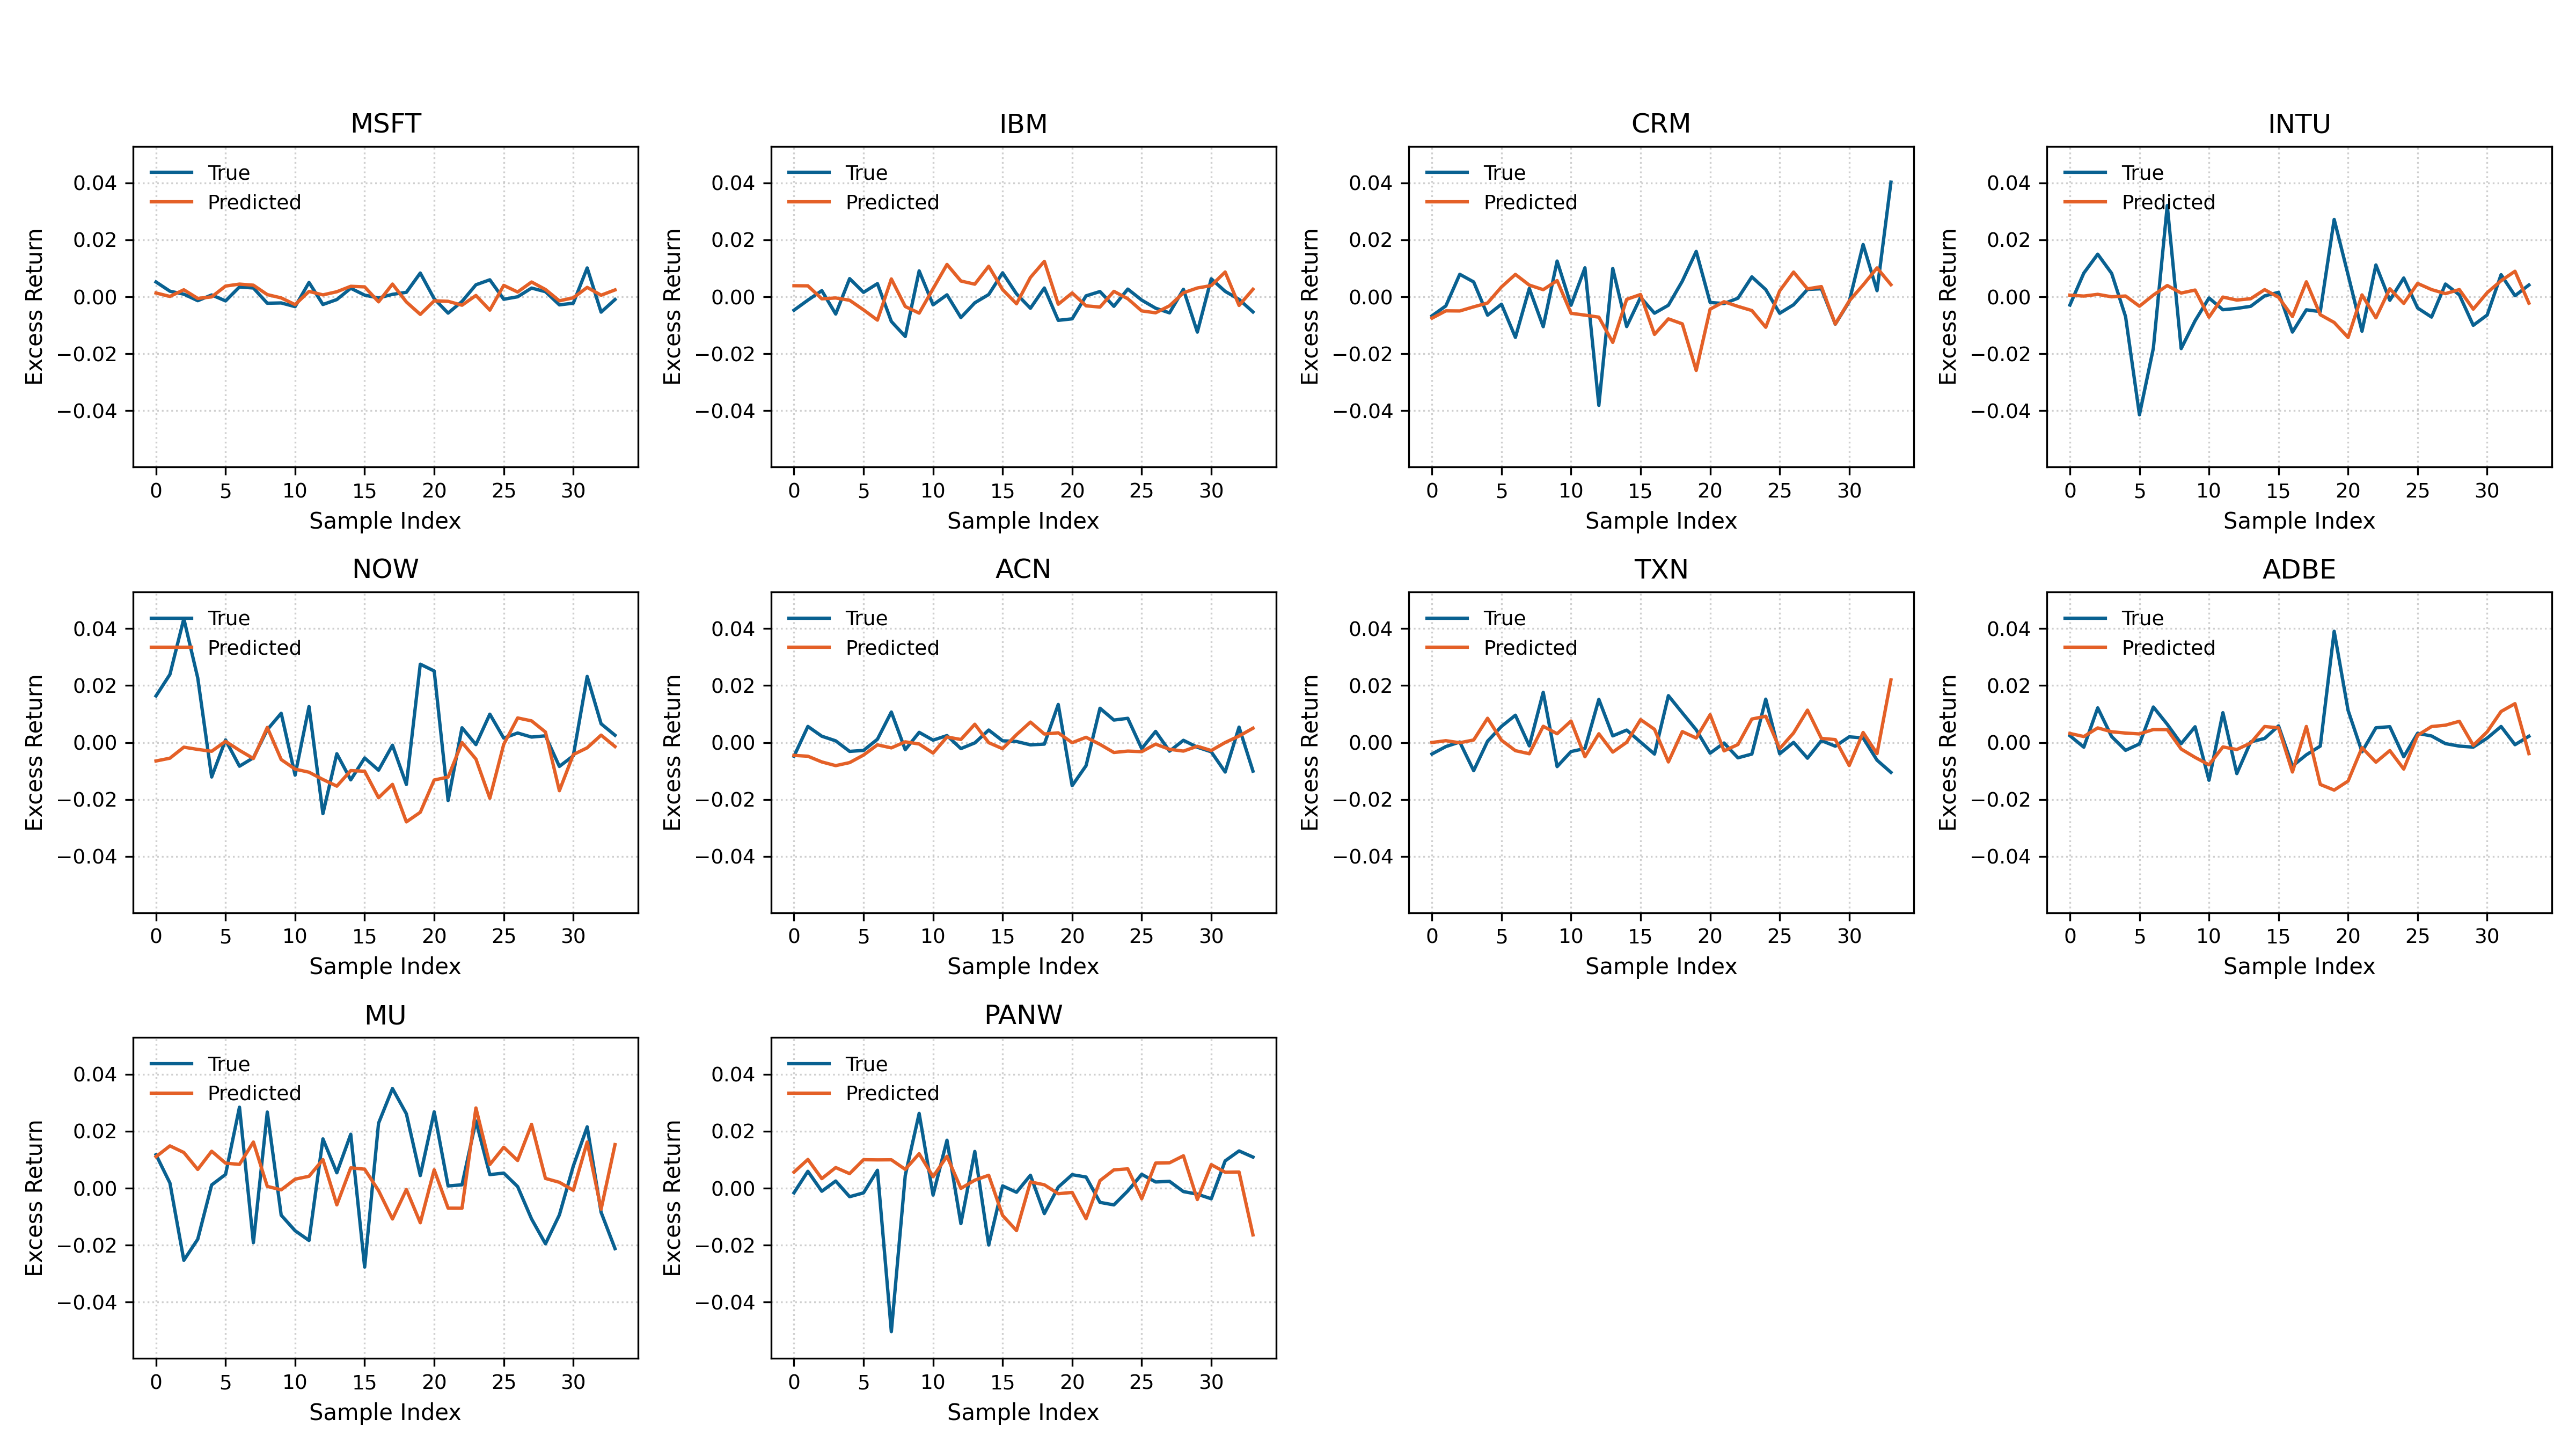 MSFT
True
Predicted
0.04
0.02
0.00
−0.02
−0.04
Excess Return
0 5 10 15 20 25 30
Sample Index
IBM
True
Predicted
0.04
0.02
0.00
−0.02
−0.04
Excess Return
0 5 10 15 20 25 30
Sample Index
CRM
True
Predicted
0.04
0.02
0.00
−0.02
−0.04
Excess Return
0 5 10 15 20 25 30
Sample Index
INTU
True
Predicted
0.04
0.02
0.00
−0.02
−0.04
Excess Return
0 5 10 15 20 25 30
Sample Index
NOW
True
Predicted
0.04
0.02
0.00
−0.02
−0.04
Excess Return
0 5 10 15 20 25 30
Sample Index
ACN
True
Predicted
0.04
0.02
0.00
−0.02
−0.04
Excess Return
0 5 10 15 20 25 30
Sample Index
TXN
True
Predicted
0.04
0.02
0.00
−0.02
−0.04
Excess Return
0 5 10 15 20 25 30
Sample Index
ADBE
True
Predicted
0.04
0.02
0.00
−0.02
−0.04
Excess Return
0 5 10 15 20 25 30
Sample Index
MU
True
Predicted
0.04
0.02
0.00
−0.02
−0.04
Excess Return
0 5 10 15 20 25 30
Sample Index
PANW
True
Predicted
0.04
0.02
0.00
−0.02
−0.04
Excess Return
0 5 10 15 20 25 30
Sample Index